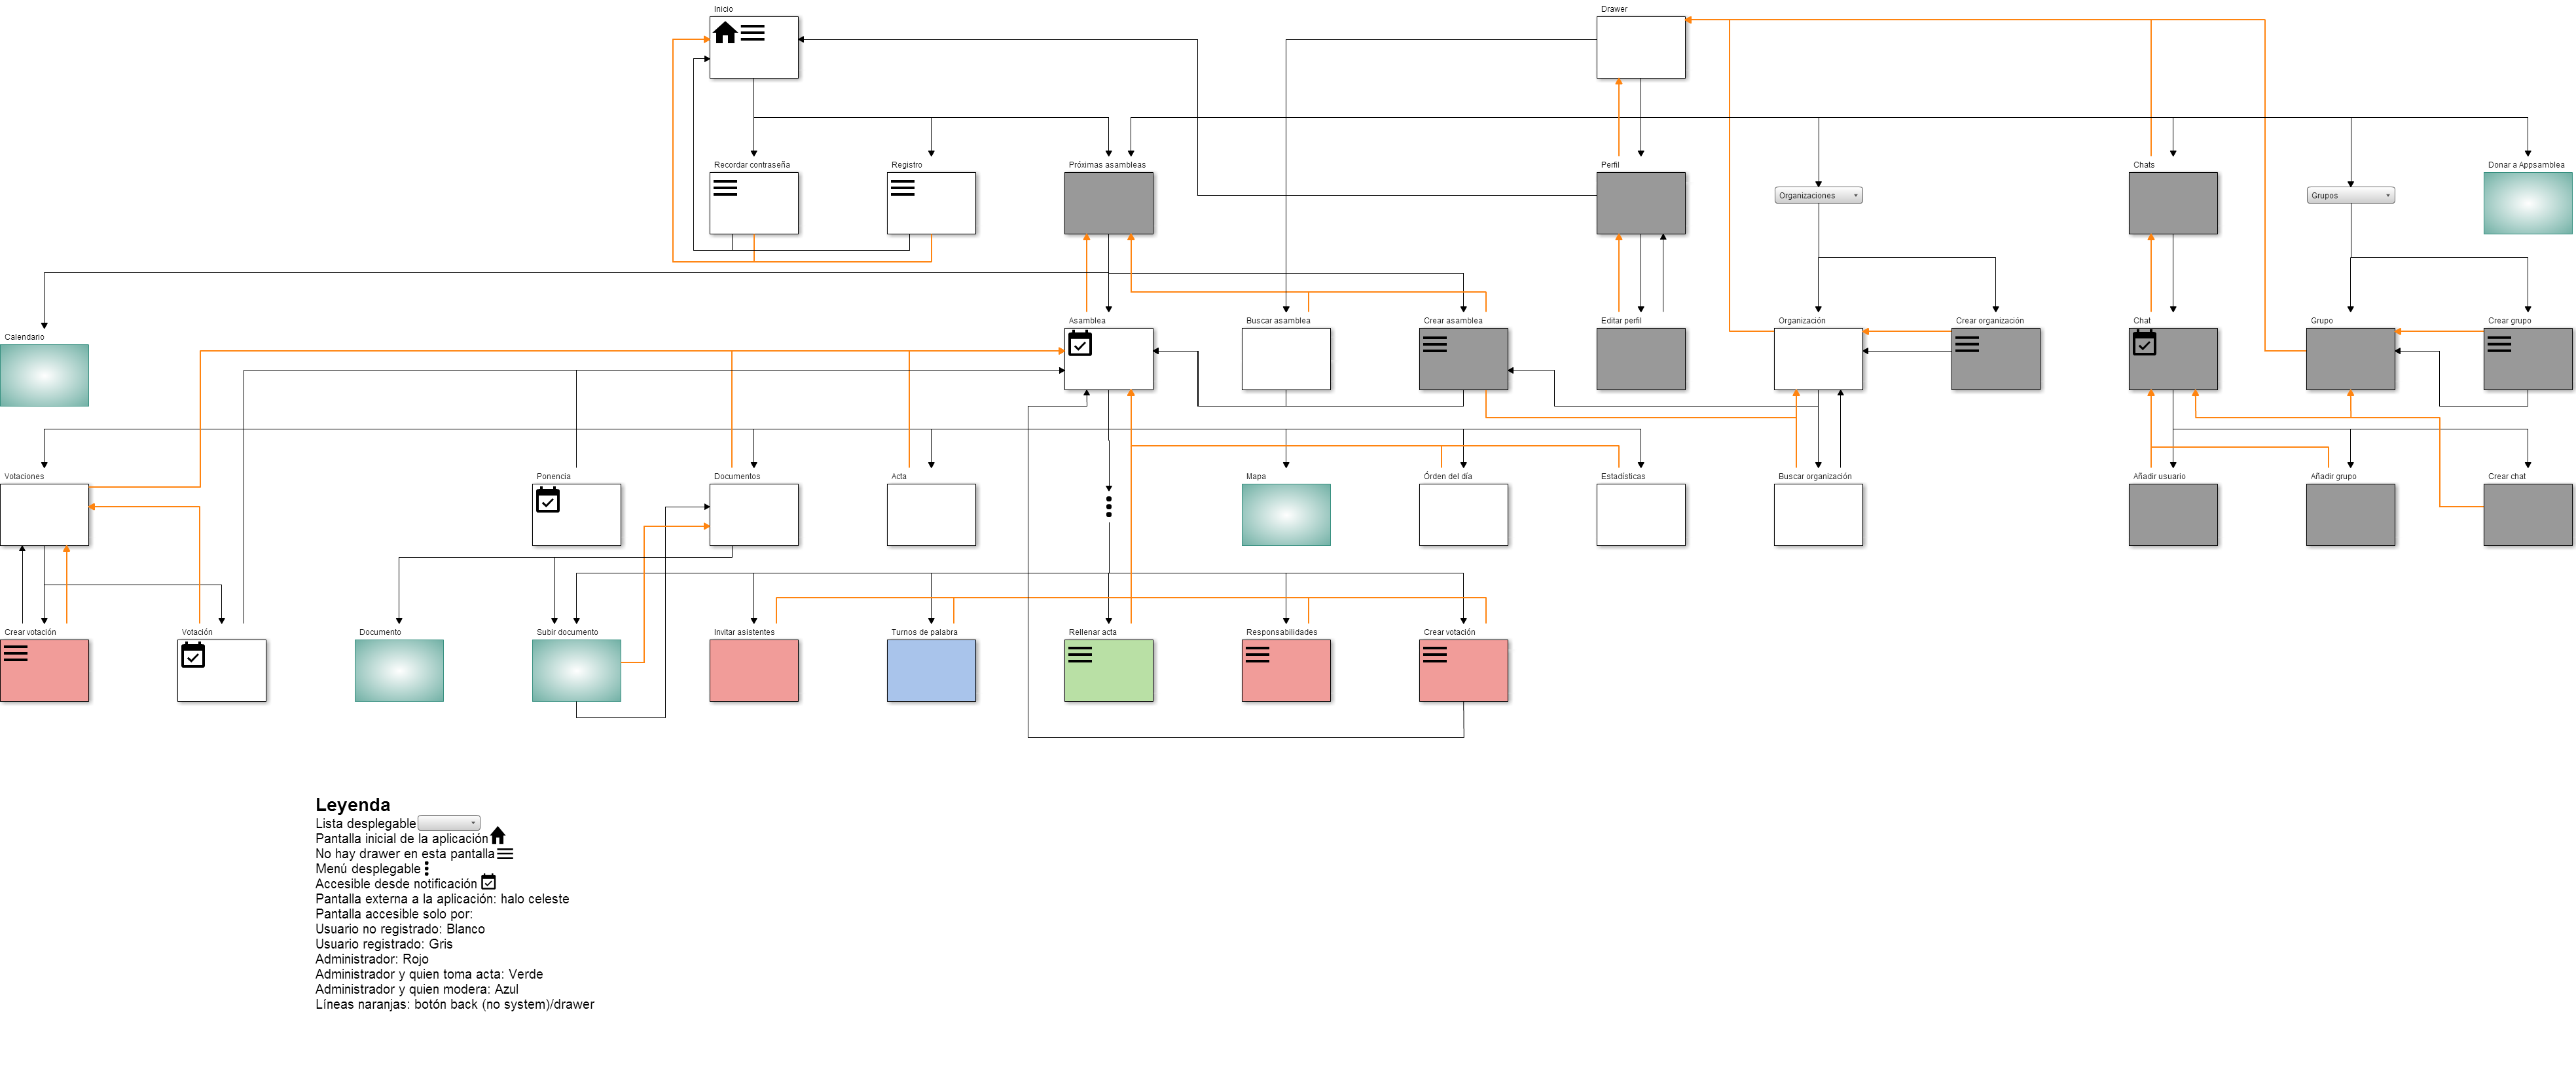 Inicio
Drawer
Recordar contraseña
Registro
Próximas asambleas
Perfil
Organizaciones
Chats
Grupos
Donar a Appsamblea
Calendario
Asamblea
Buscar asamblea
Crear asamblea
Editar perfil
Organización
Crear organización
Chat
Grupo
Crear grupo
Votaciones
Ponencia
Documentos
Acta
Mapa
Órden del día
Estadísticas
Buscar organización
Añadir usuario
Añadir grupo
Crear chat
Crear votación
Votación
Documento
Subir documento
Invitar asistentes
Turnos de palabra
Rellenar acta
Responsabilidades
Crear votación
Leyenda
Lista desplegable
Pantalla inicial de la aplicación
No hay drawer en esta pantalla
Menú desplegable
Accesible desde notificación
Pantalla externa a la aplicación: halo celeste
Pantalla accesible solo por:
Usuario no registrado: Blanco
Usuario registrado: Gris
Administrador: Rojo
Administrador y quien toma acta: Verde
Administrador y quien modera: Azul
Líneas naranjas: botón back (no system)/drawer